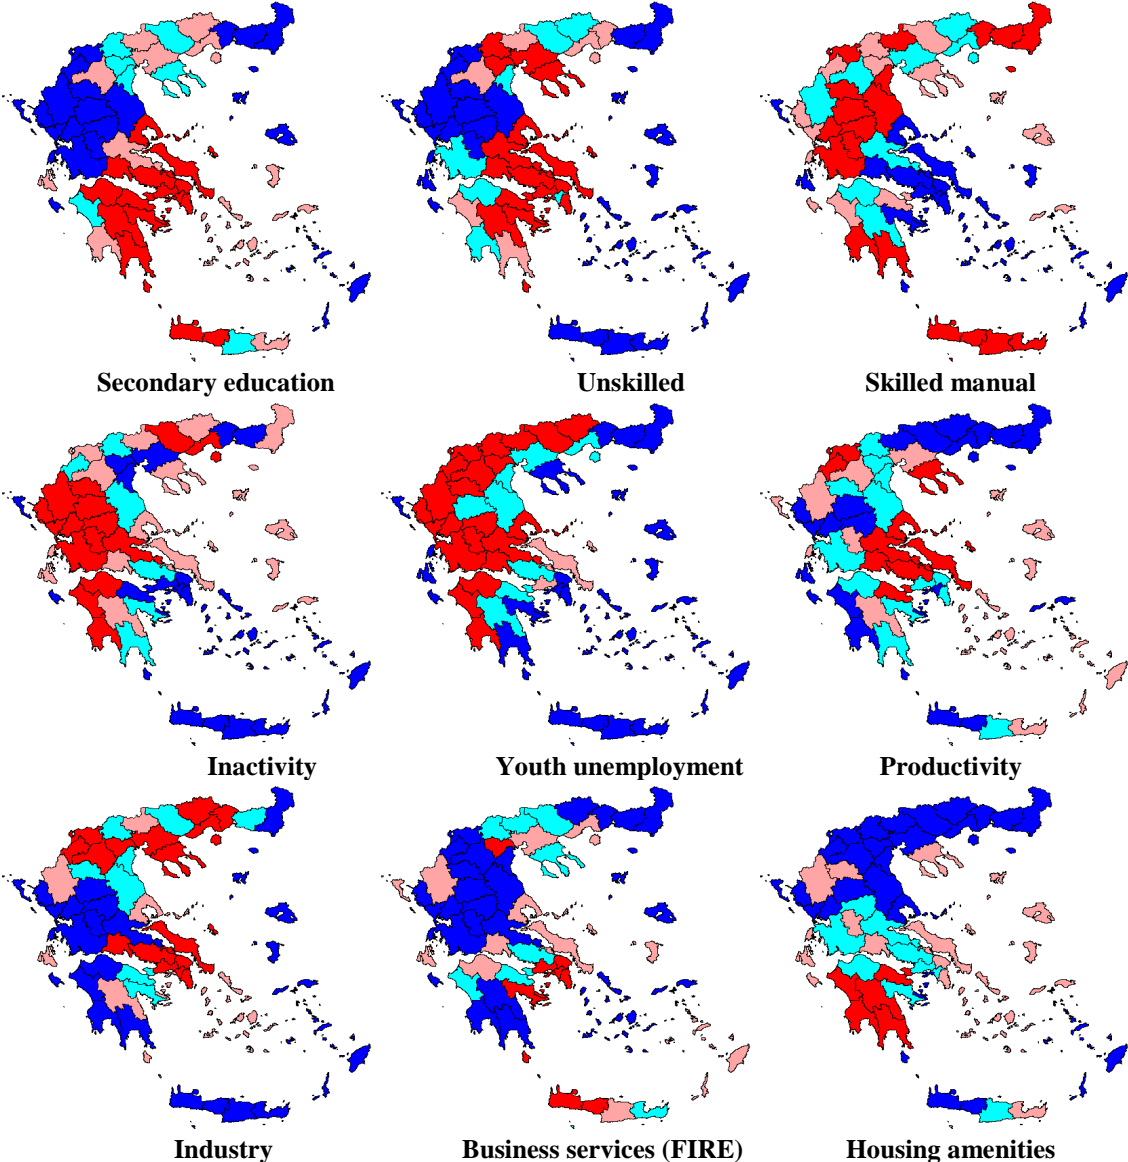 Secondary education
Unskilled
Skilled manual
Inactivity
Youth unemployment
Productivity
Industry
Business services (FIRE)
Housing amenities